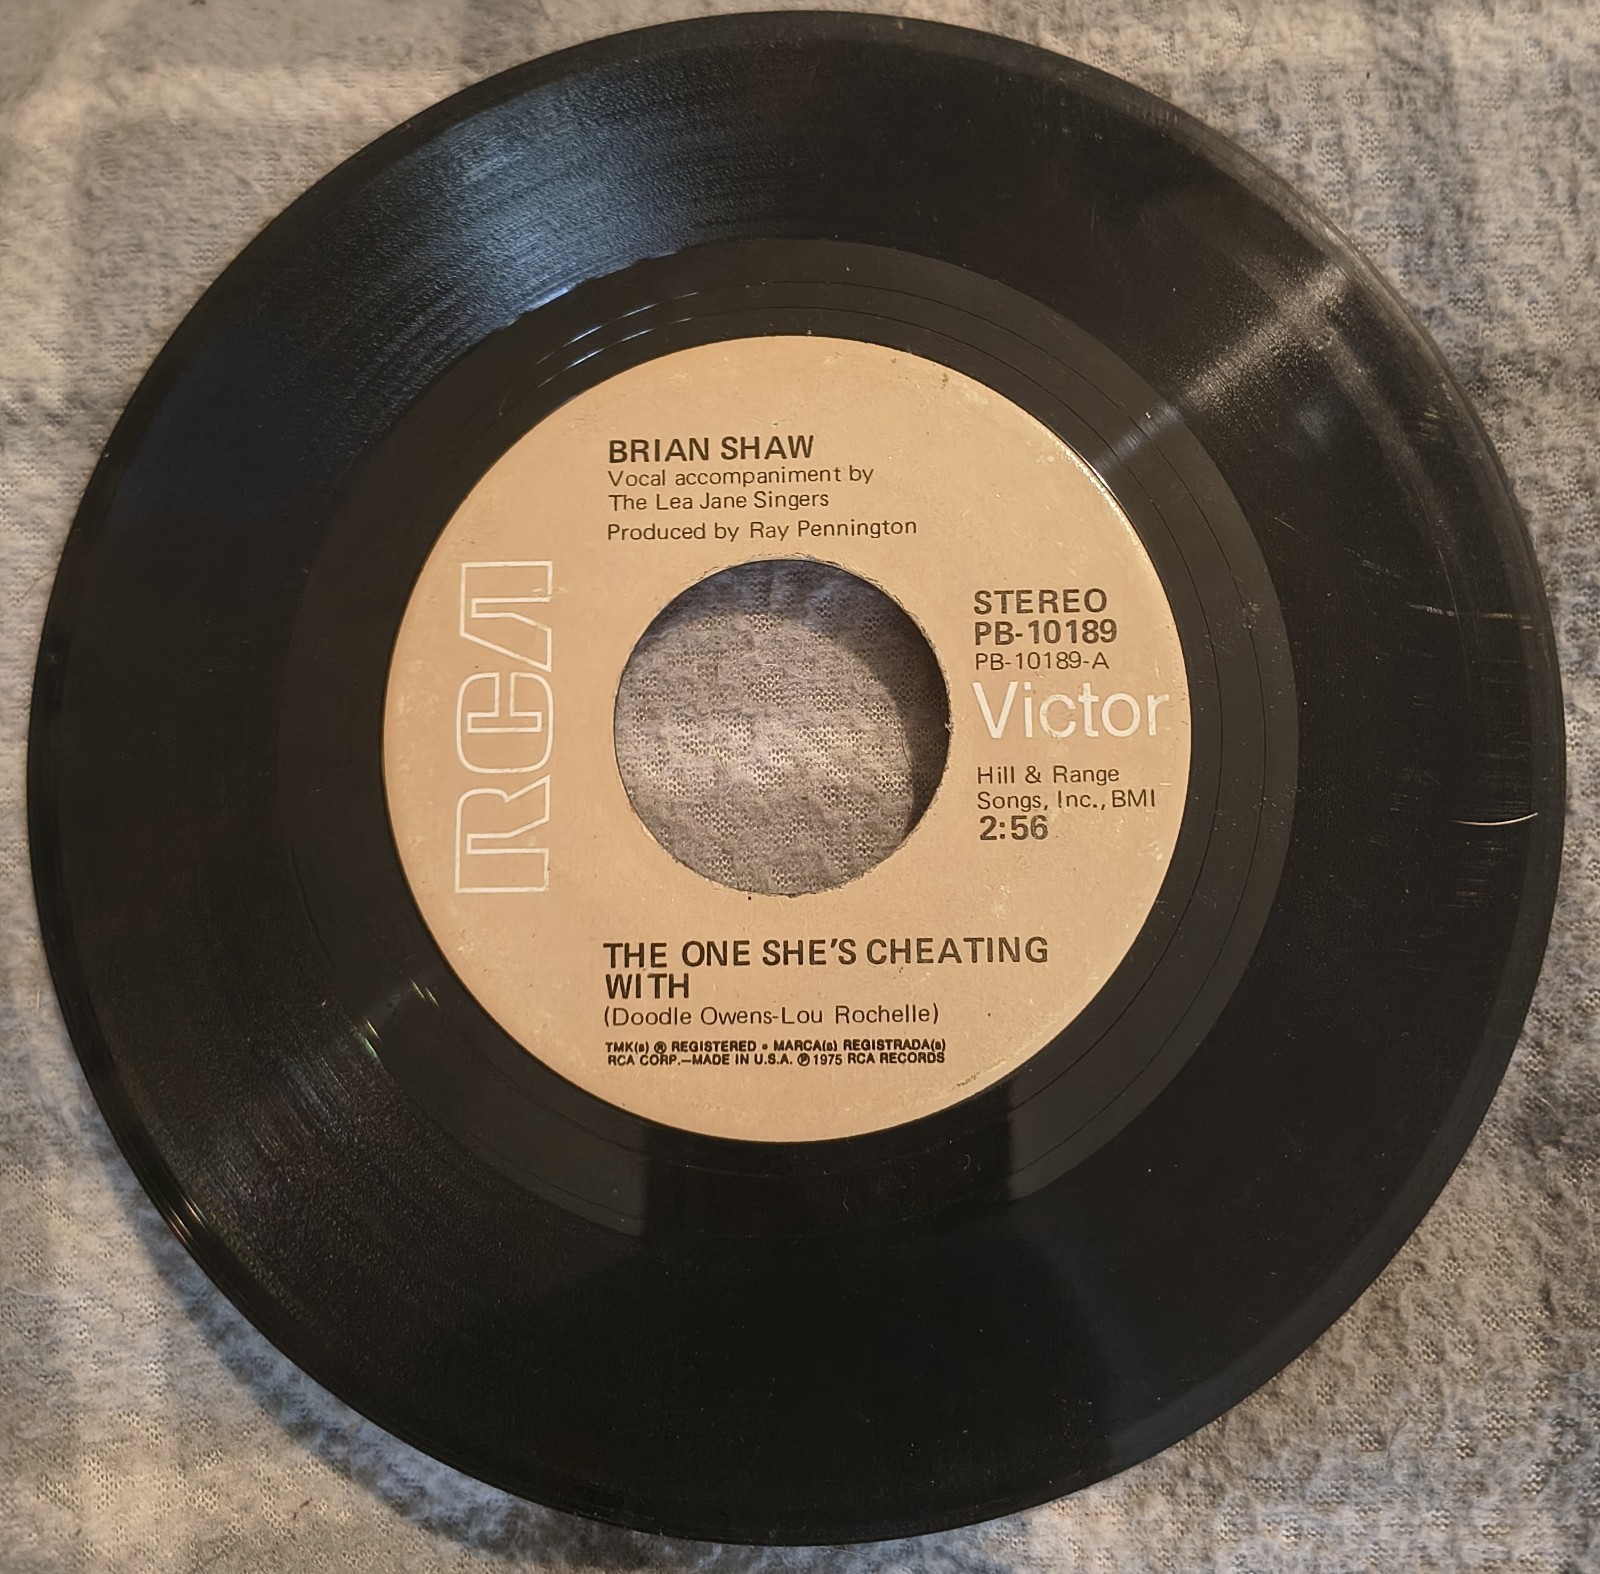 BRIAN SHAW
Vocal accompaniment by
The Lea Jane Singers
Produced by Ray Pennington
RCA
STEREO
PB-10189
PB-10189-A
Victor
Hill & Range
Songs, Inc., BMI
2:56
THE ONE SHE'S CHEATING
WITH
(Doodle Owens-Lou Rochelle)
TMK(s) ® REGISTERED • MARCA(s) REGISTRADA(s)
RCA CORP.—MADE IN U.S.A. ℗ 1975 RCA RECORDS